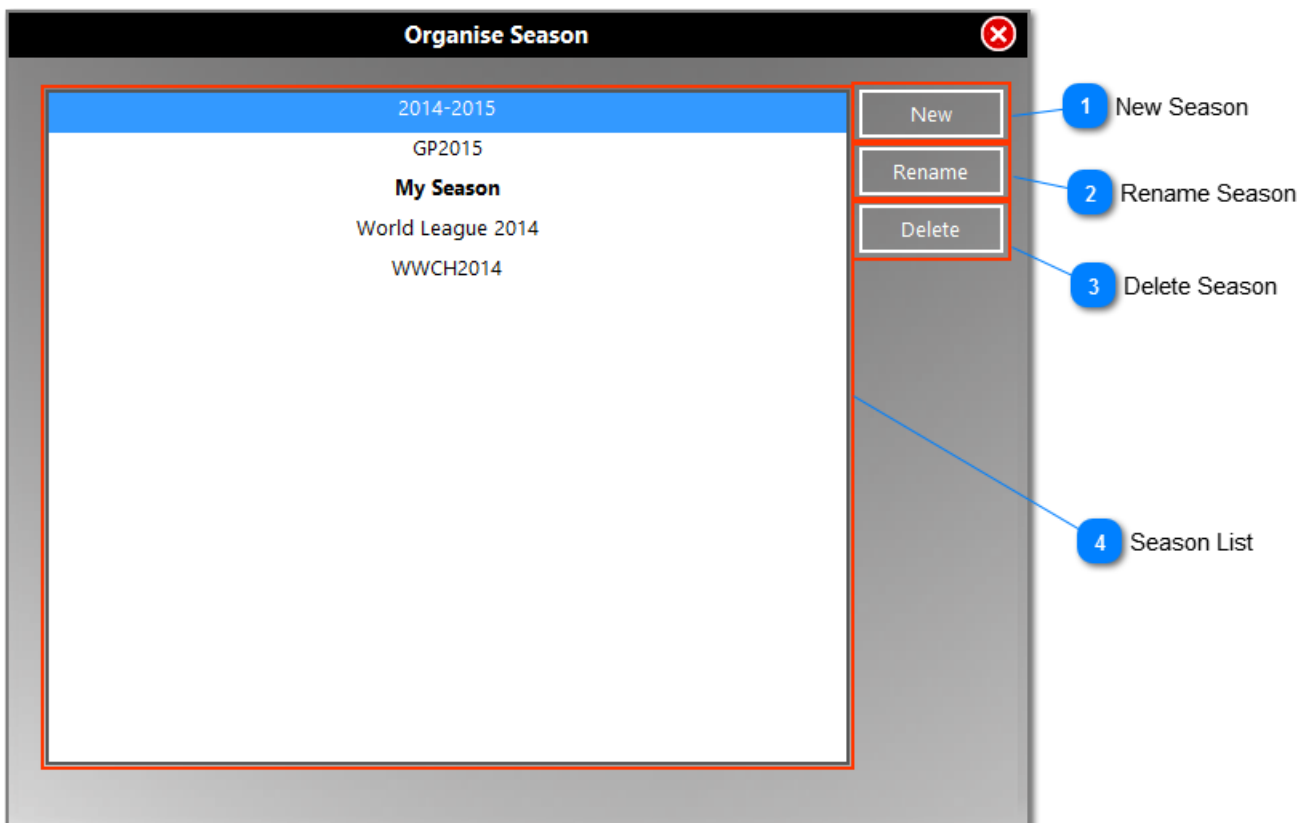 Organise Season
2014-2015
GP2015
My Season
World League 2014
WWCH2014
New
Rename
Delete
1 New Season
2 Rename Season
3 Delete Season
4 Season List